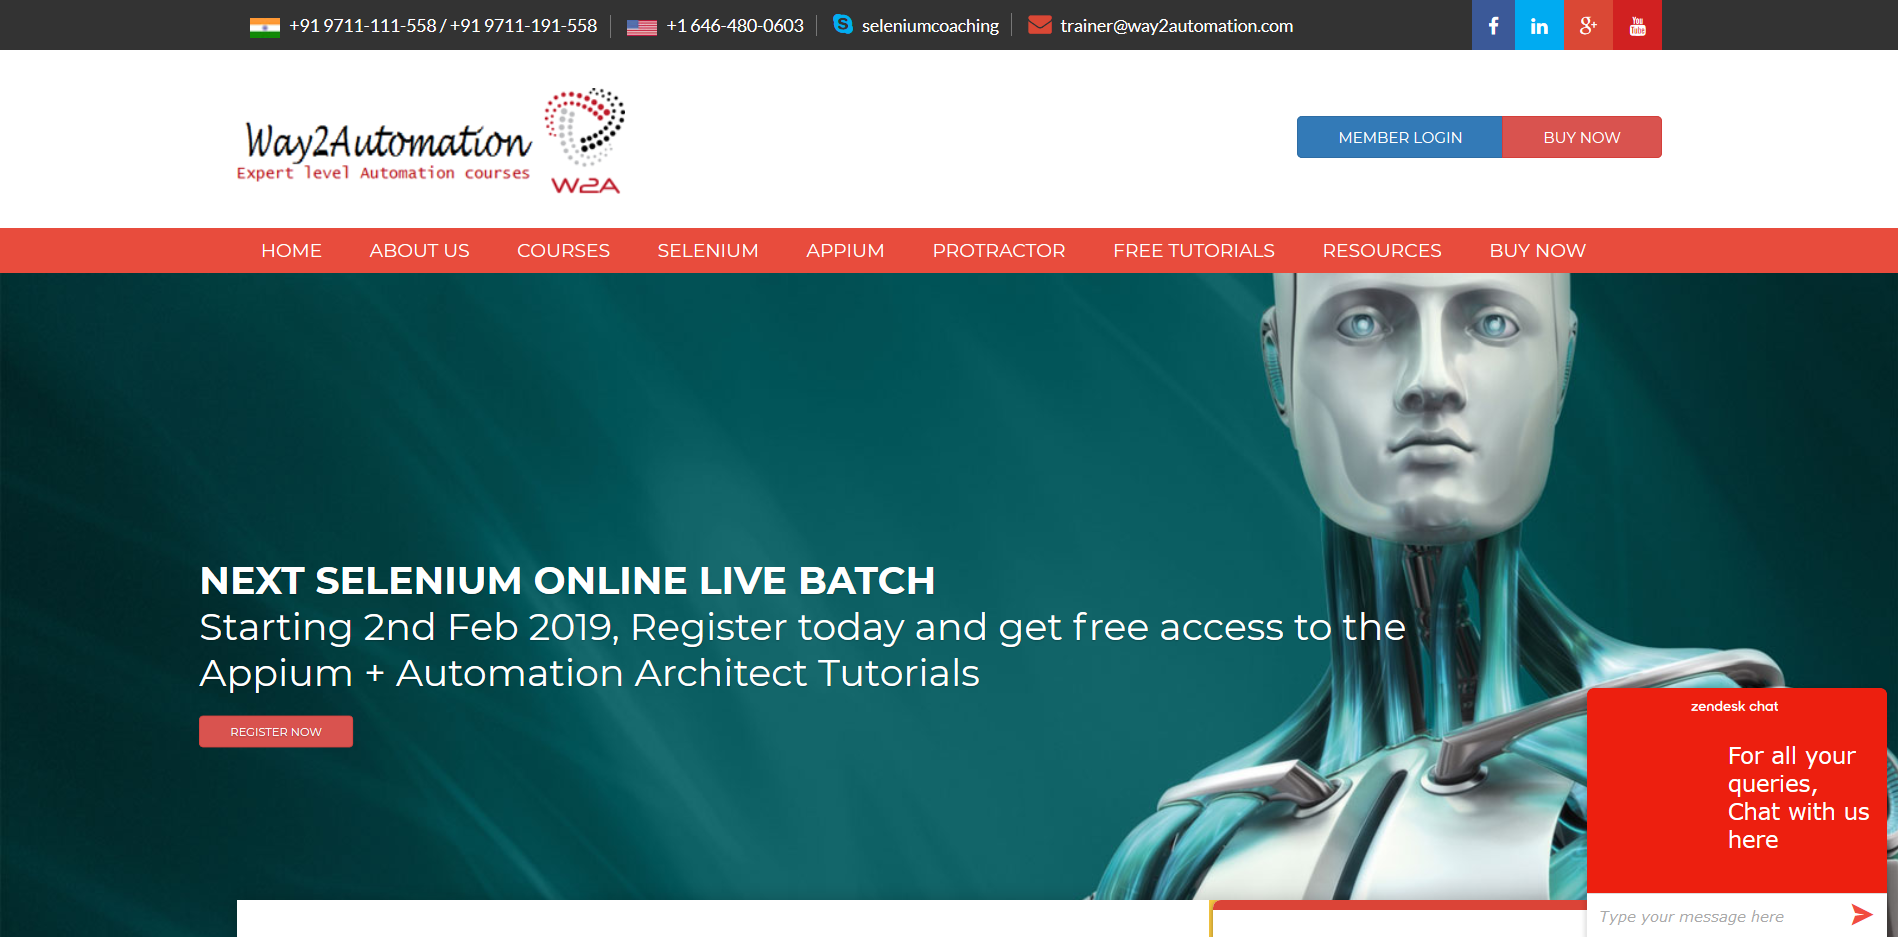 +91 9711-111-558 / +91 9711-191-558
+1 646-480-0603
seleniumcoaching
trainer@way2automation.com
f
in
g+
You
Tube
Way2Automation
Expert level Automation courses
W2A
MEMBER LOGIN
BUY NOW
HOME
ABOUT US
COURSES
SELENIUM
APPIUM
PROTRACTOR
FREE TUTORIALS
RESOURCES
BUY NOW
NEXT SELENIUM ONLINE LIVE BATCH
Starting 2nd Feb 2019, Register today and get free access to the
Appium + Automation Architect Tutorials
REGISTER NOW
zendesk chat
For all your
queries,
Chat with us
here
Type your message here